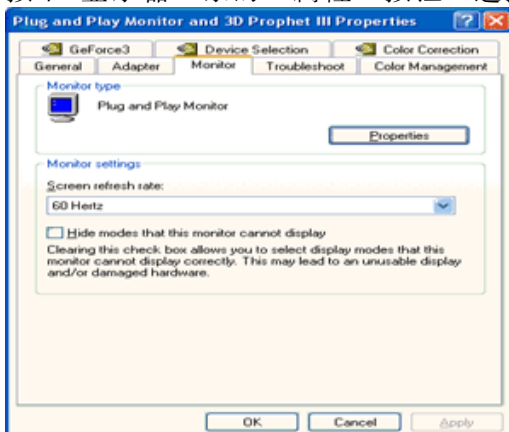 Plug and Play Monitor and 3D Prophet III Properties
GeForce3 Device Selection Color Correction
General Adapter Monitor Troubleshoot Color Management
Monitor type
Plug and Play Monitor
Properties
Monitor settings
Screen refresh rate:
60 Hertz
Hide modes that this monitor cannot display
Clearing this check box allows you to select display modes that this
monitor cannot display correctly. This may lead to an unusable display
and/or damaged hardware.
OK Cancel Apply